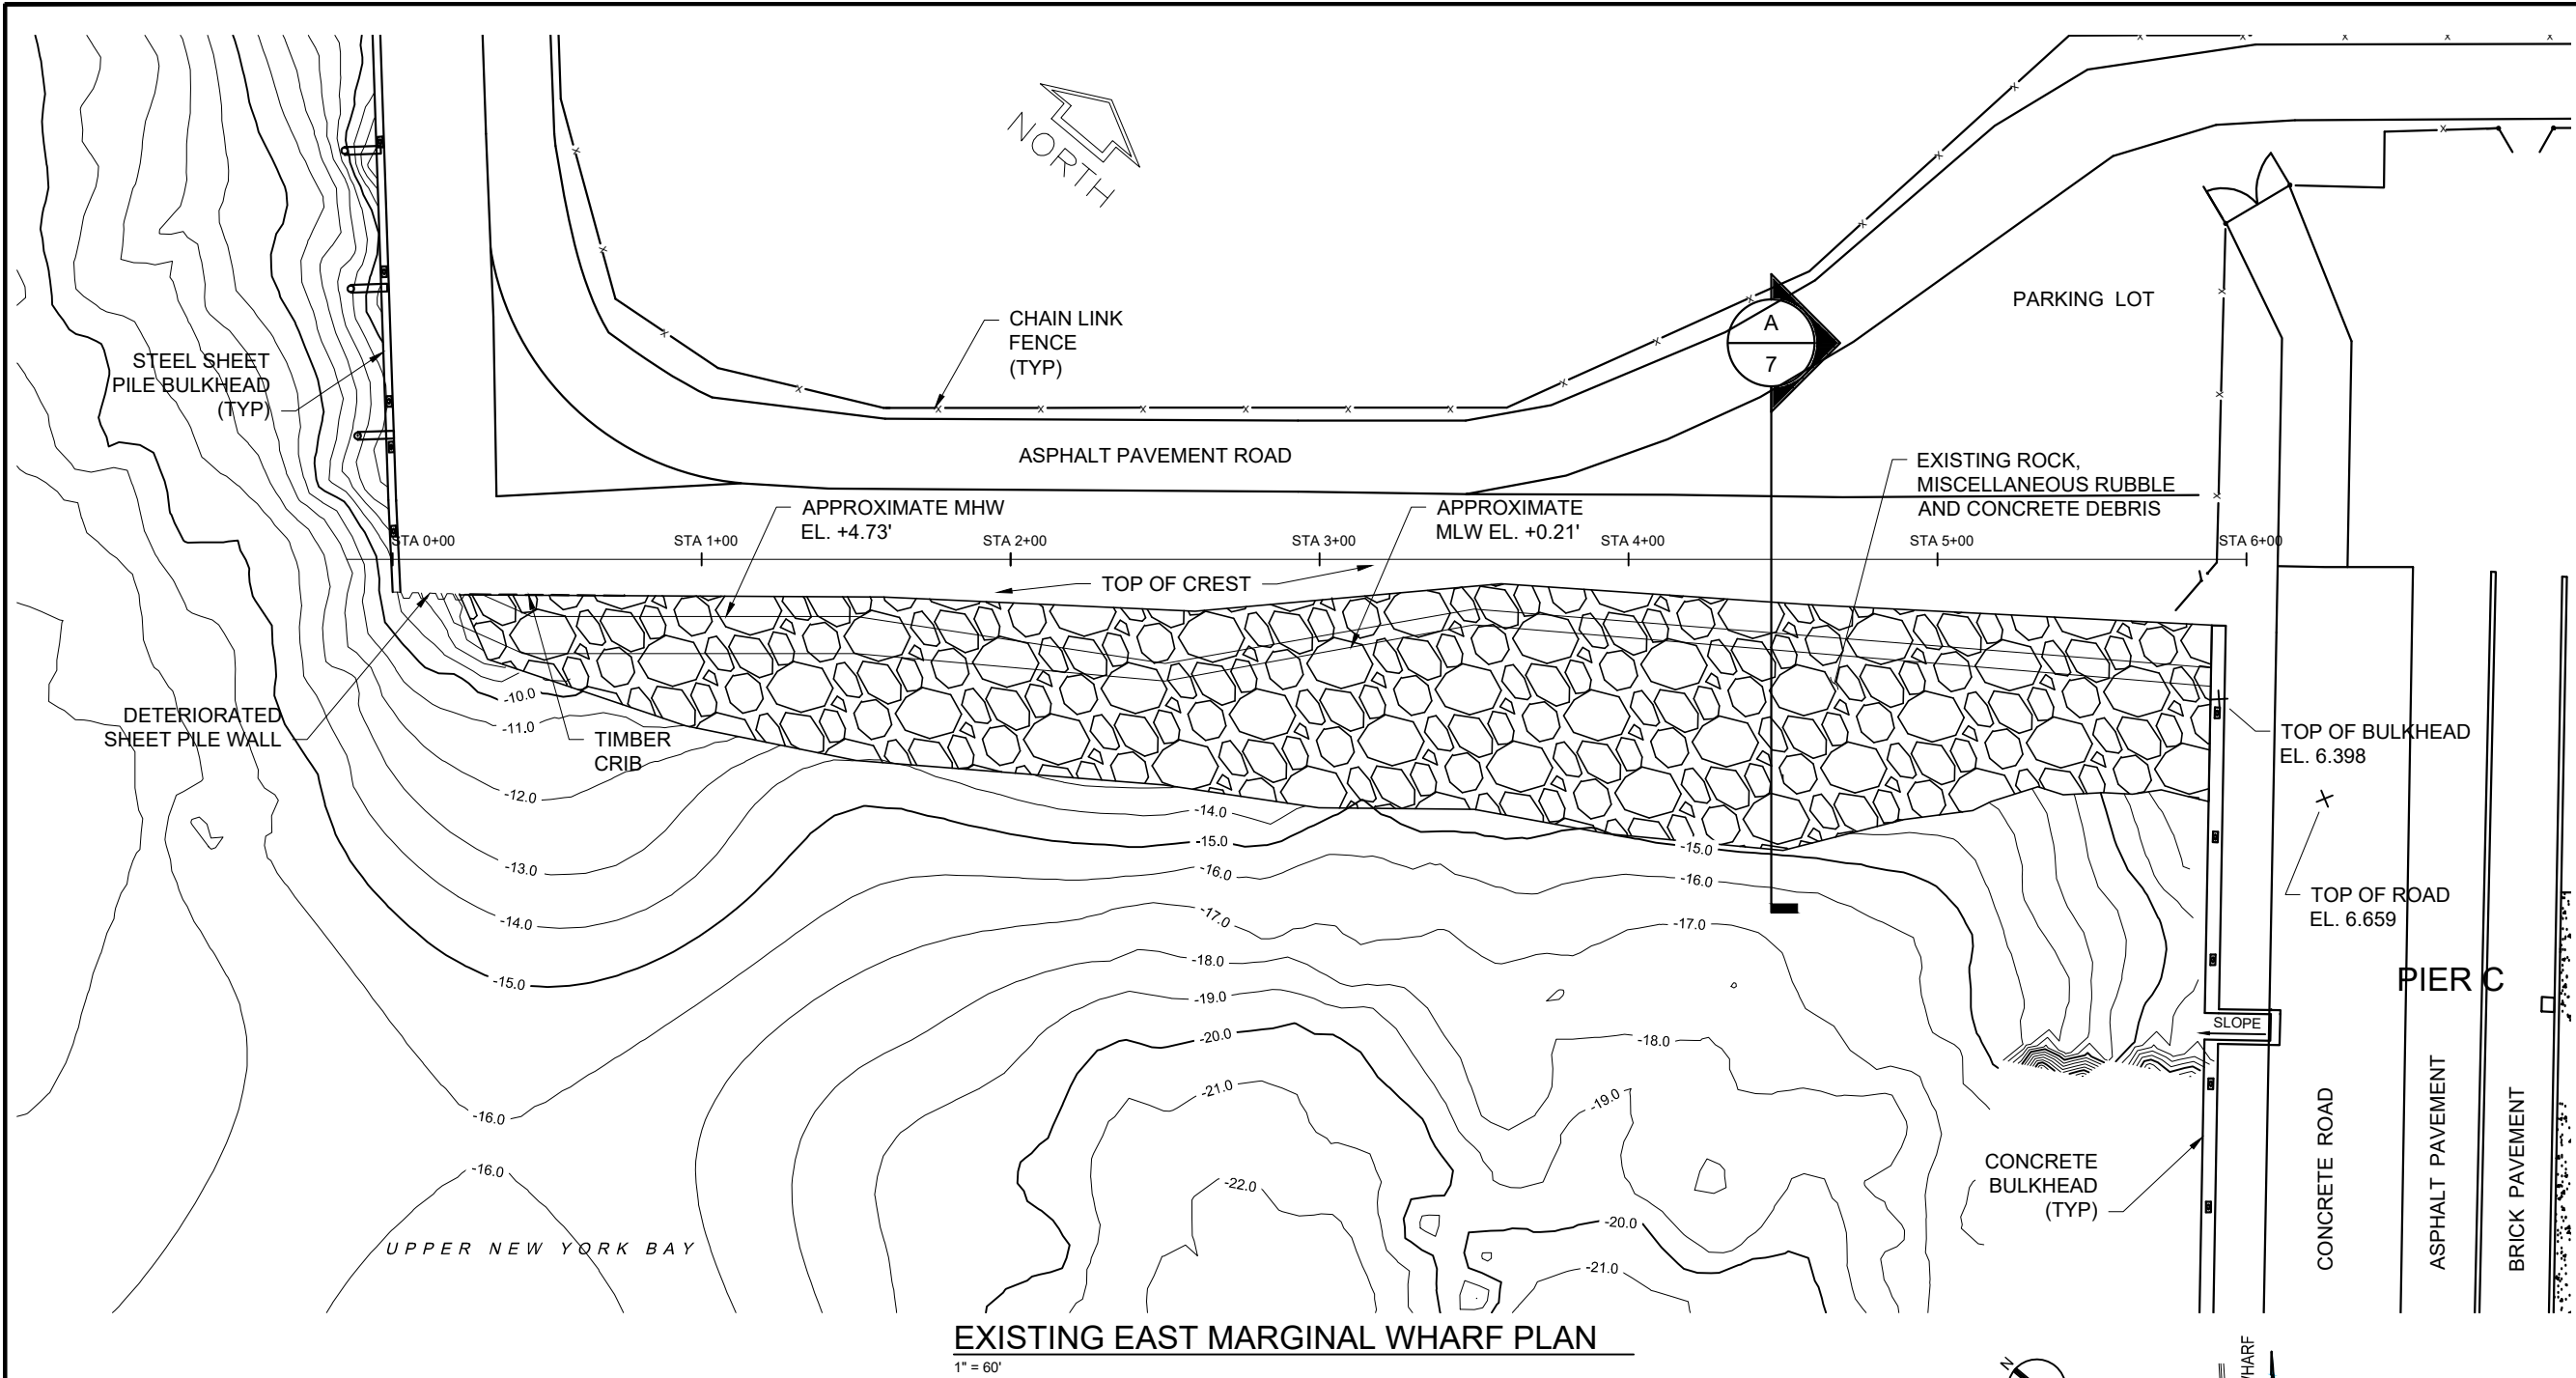 NORTH
CHAIN LINK
FENCE
(TYP)
A
7
PARKING LOT
STEEL SHEET
PILE BULKHEAD
(TYP)
ASPHALT PAVEMENT ROAD
EXISTING ROCK,
MISCELLANEOUS RUBBLE
AND CONCRETE DEBRIS
APPROXIMATE MHW
EL. +4.73'
APPROXIMATE
MLW EL. +0.21'
STA 0+00
STA 1+00
STA 2+00
STA 3+00
STA 4+00
STA 5+00
STA 6+00
TOP OF CREST
DETERIORATED
SHEET PILE WALL
TIMBER
CRIB
TOP OF BULKHEAD
EL. 6.398
TOP OF ROAD
EL. 6.659
PIER C
SLOPE
-10.0
-11.0
-12.0
-13.0
-14.0
-15.0
-16.0
-16.0
-14.0
-15.0
-16.0
-17.0
-18.0
-19.0
-20.0
-21.0
-22.0
-15.0
-16.0
-17.0
-18.0
-19.0
-20.0
-21.0
CONCRETE
BULKHEAD
(TYP)
CONCRETE ROAD
ASPHALT PAVEMENT
BRICK PAVEMENT
UPPER NEW YORK BAY
EXISTING EAST MARGINAL WHARF PLAN
1" = 60'
N
WHARF